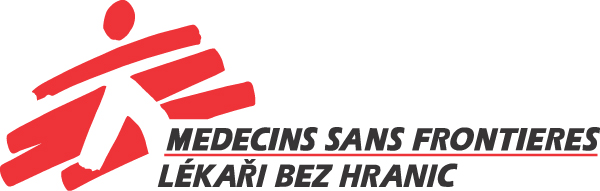 MEDECINS SANS FRONTIERES
LÉKAŘI BEZ HRANIC